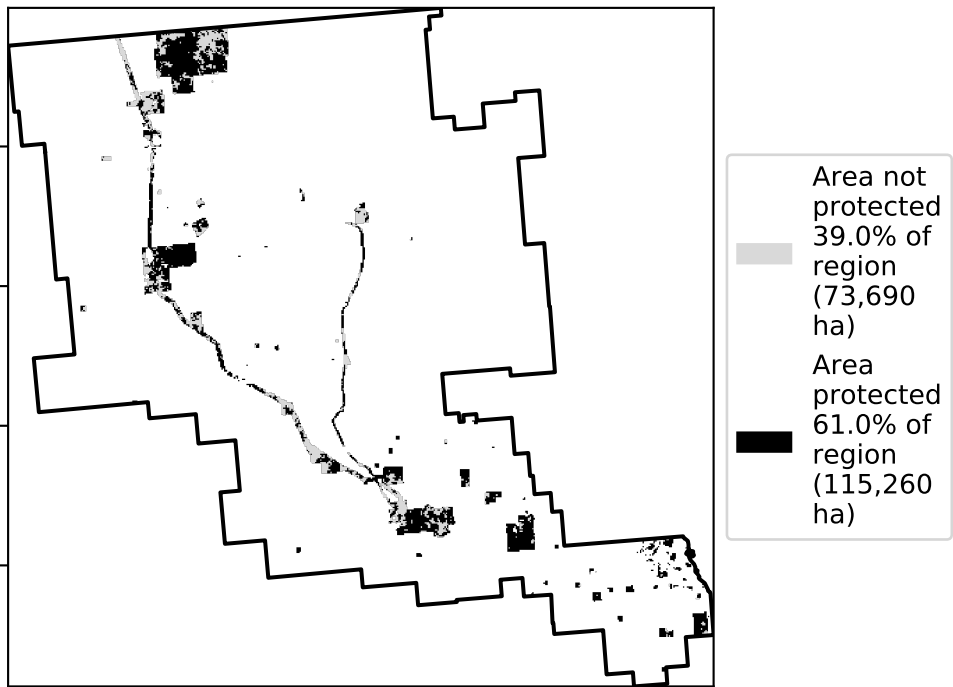 Area not
protected
39.0% of
region
(73,690
ha)
Area
protected
61.0% of
region
(115,260
ha)